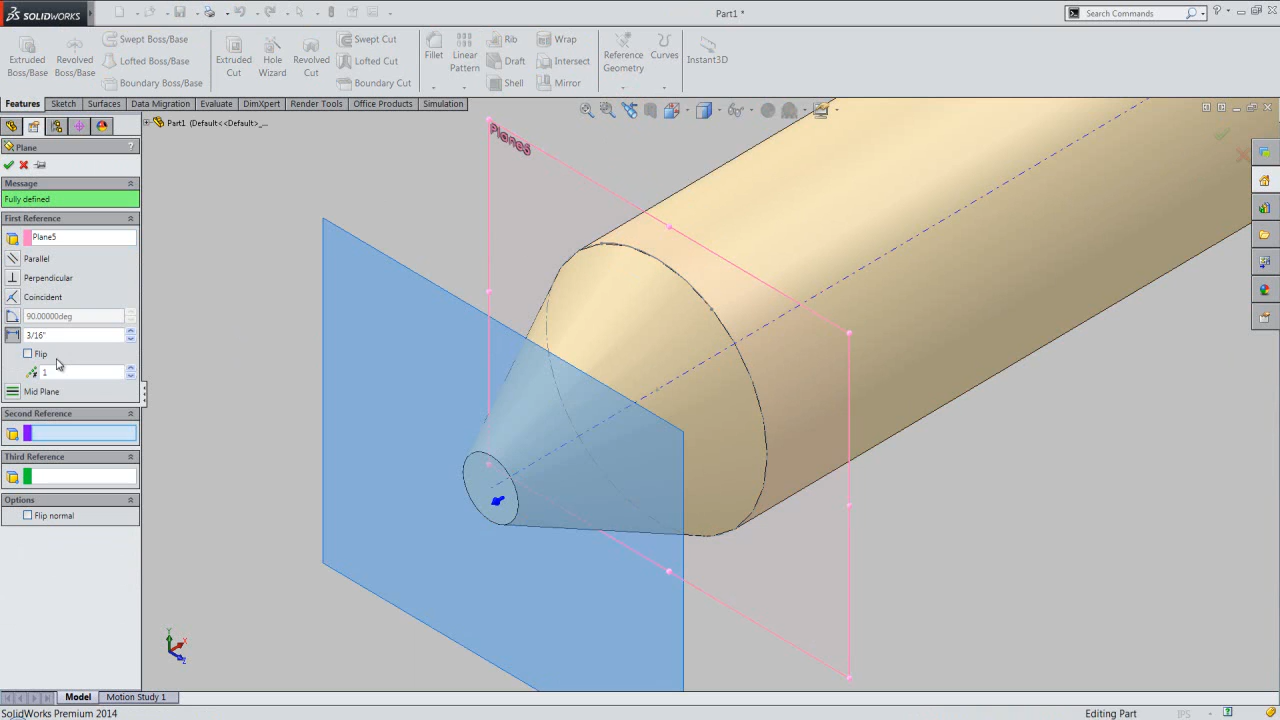 SOLIDWORKS
Part1 *
Search Commands
Extruded Boss/Base
Revolved Boss/Base
Swept Boss/Base
Lofted Boss/Base
Boundary Boss/Base
Extruded Cut
Hole Wizard
Revolved Cut
Swept Cut
Lofted Cut
Boundary Cut
Fillet
Linear Pattern
Rib
Draft
Shell
Wrap
Intersect
Mirror
Reference Geometry
Curves
Instant3D
Features Sketch Surfaces Data Migration Evaluate DimXpert Render Tools Office Products Simulation
Part1 (Default<<Default>_...
Plane ?
Message
Fully defined
First Reference
Plane5
Parallel
Perpendicular
Coincident
90.00000deg
3/16"
Flip
1
Mid Plane
Second Reference
Third Reference
Options
Flip normal
Plane5
Y
X
Z
Model Motion Study 1
SolidWorks Premium 2014
Editing Part
IPS